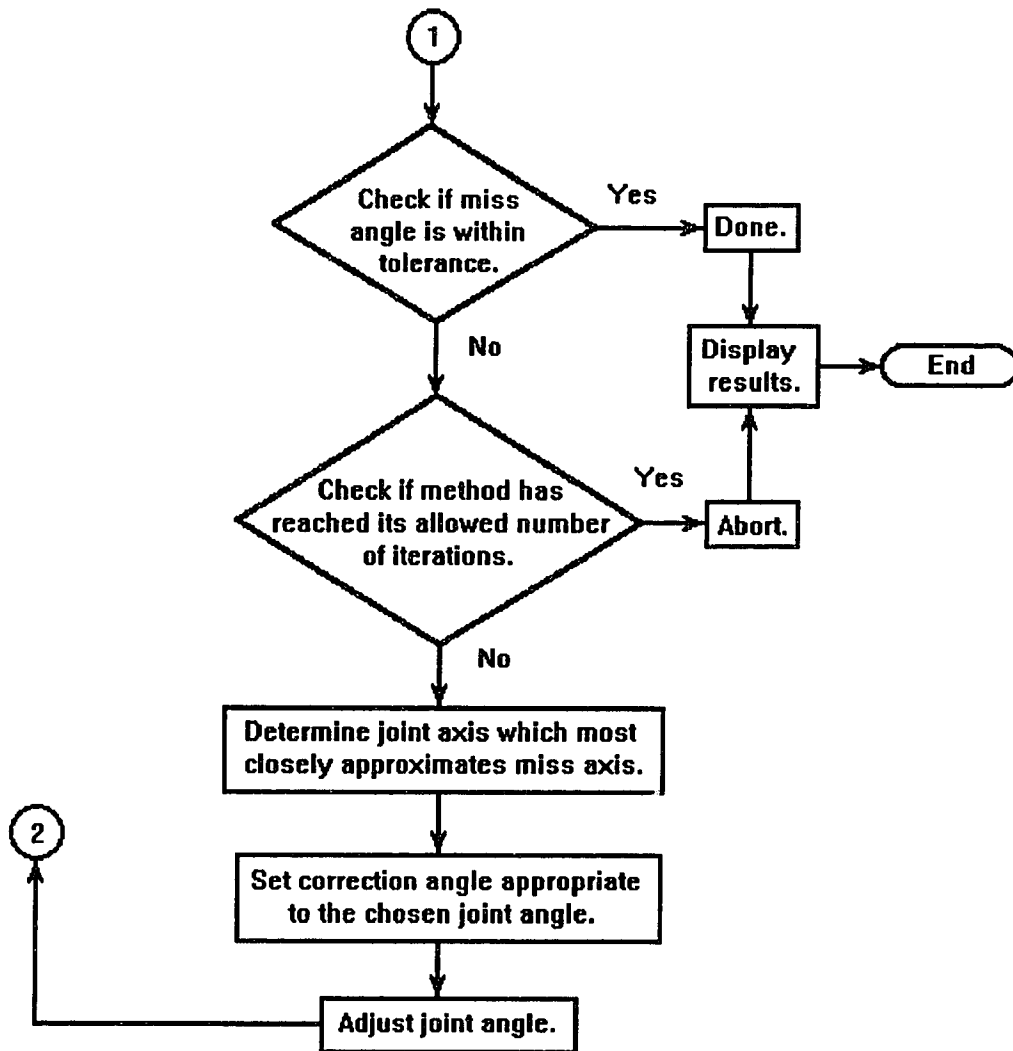 1
Check if miss
angle is within
tolerance.
Yes
Done.
No
Display
results.
End
Check if method has
reached its allowed number
of iterations.
Yes
Abort.
No
Determine joint axis which most
closely approximates miss axis.
2
Set correction angle appropriate
to the chosen joint angle.
Adjust joint angle.